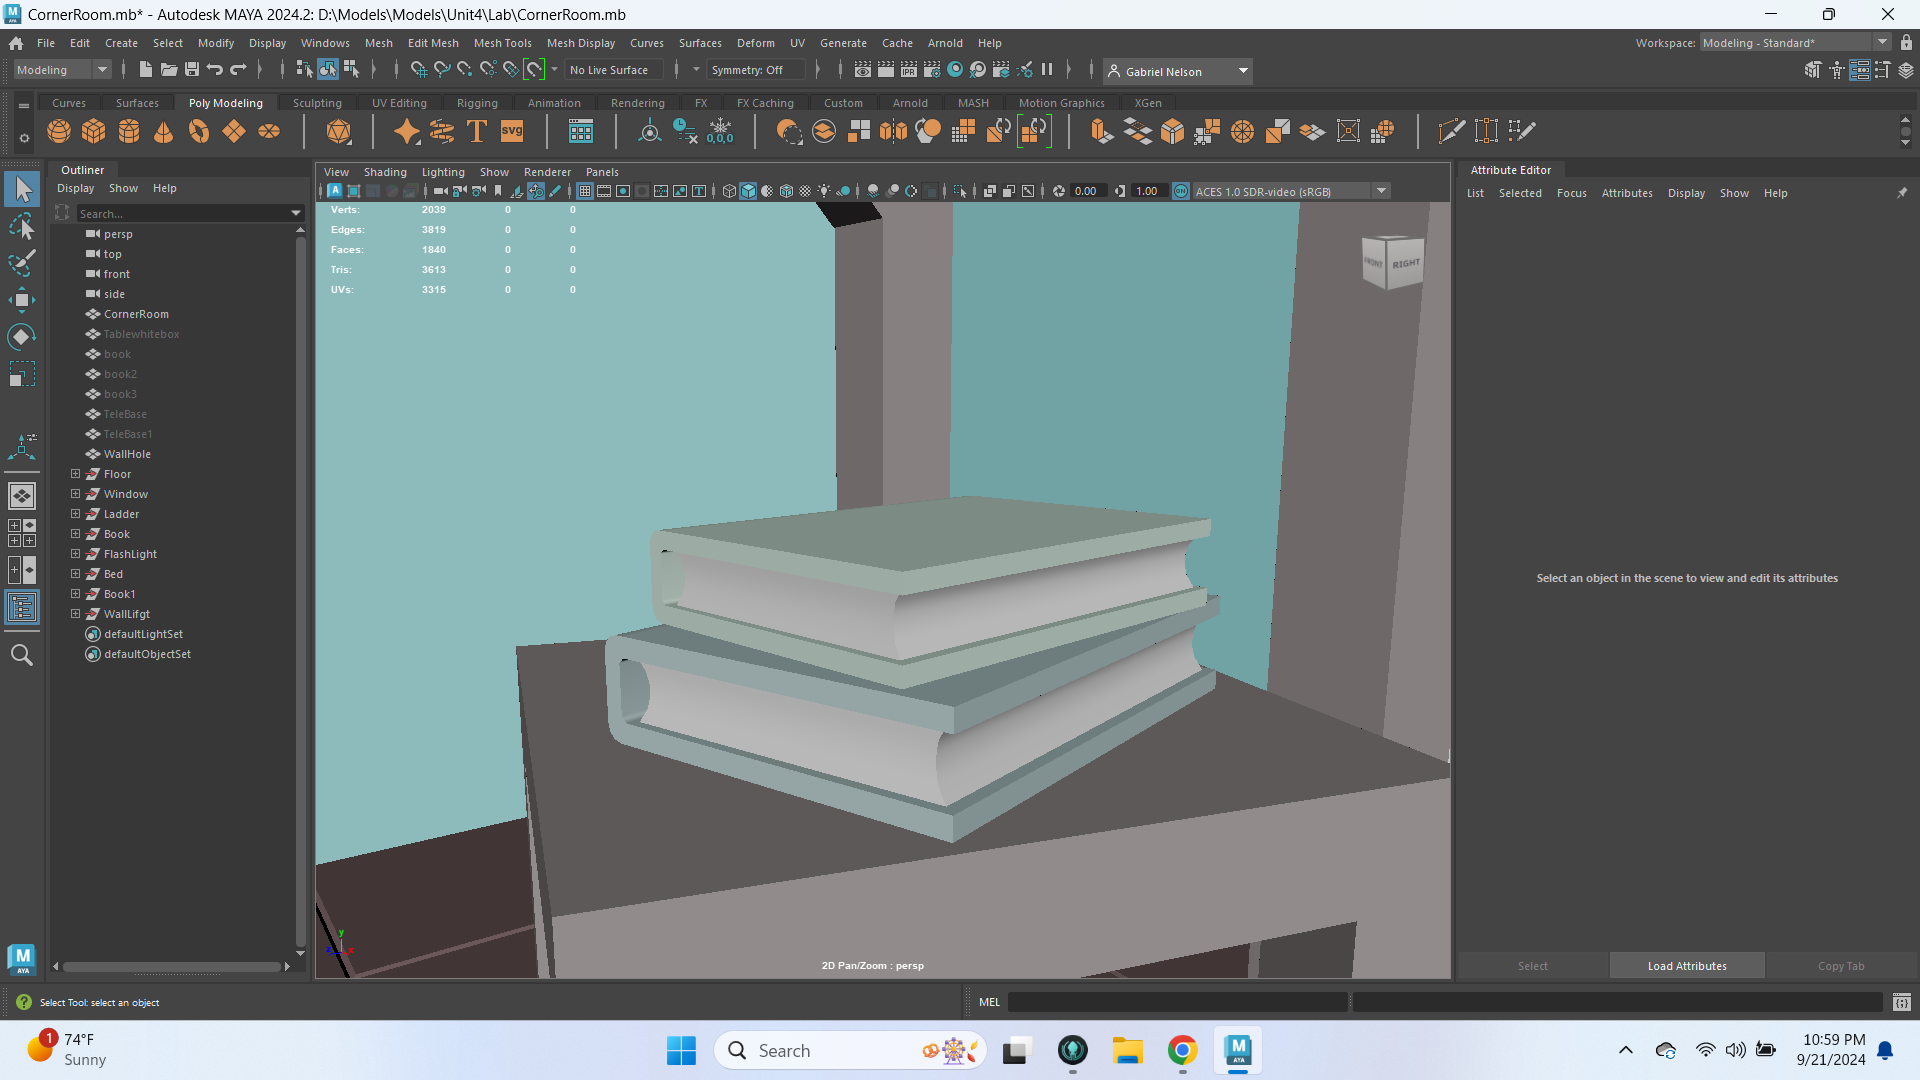 CornerRoom.mb* - Autodesk MAYA 2024.2: D:\Models\Models\Unit4\Lab\CornerRoom.mb
File Edit Create Select Modify Display Windows Mesh Edit Mesh Mesh Tools Mesh Display Curves Surfaces Deform UV Generate Cache Arnold Help
Workspace: Modeling - Standard*
Modeling No Live Surface Symmetry: Off Gabriel Nelson
Curves Surfaces Poly Modeling Sculpting UV Editing Rigging Animation Rendering FX FX Caching Custom Arnold MASH Motion Graphics XGen
SVG
0,0,0
Outliner
Display Show Help
Search...
persp
top
front
side
CornerRoom
Tablewhitebox
book
book2
book3
TeleBase
TeleBase1
WallHole
Floor
Window
Ladder
Book
FlashLight
Bed
Book1
WallLifgt
defaultLightSet
defaultObjectSet
View Shading Lighting Show Renderer Panels
0.00 1.00 ACES 1.0 SDR-video (sRGB)
Verts: 2039 0 0
Edges: 3819 0 0
Faces: 1840 0 0
Tris: 3613 0 0
UVs: 3315 0 0
FRONT RIGHT
y
z x
2D Pan/Zoom : persp
Attribute Editor
List Selected Focus Attributes Display Show Help
Select an object in the scene to view and edit its attributes
Select Load Attributes Copy Tab
Select Tool: select an object
MEL
1
74°F
Sunny
Search
10:59 PM
9/21/2024